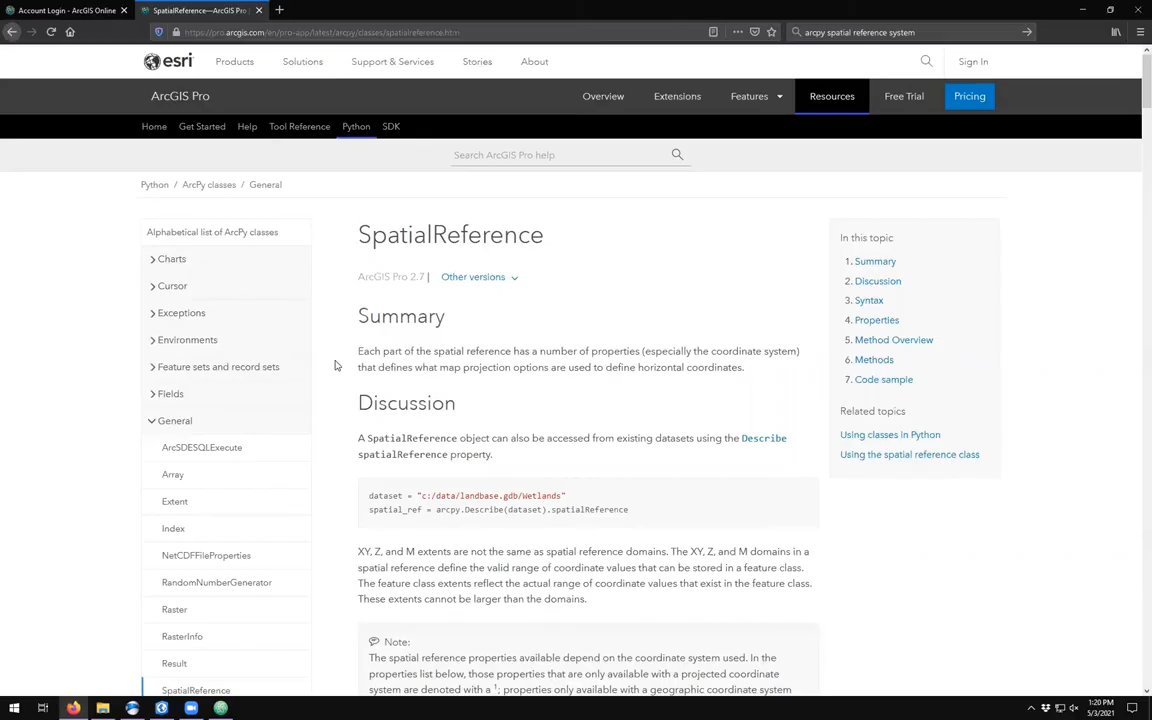 Account Login - ArcGIS Online
SpatialReference—ArcGIS Pro |
https://pro.arcgis.com/en/pro-app/latest/arcpy/classes/spatialreference.htm
arcpy spatial reference system
esri
Products
Solutions
Support & Services
Stories
About
Sign In
ArcGIS Pro
Overview
Extensions
Features
Resources
Free Trial
Pricing
Home
Get Started
Help
Tool Reference
Python
SDK
Search ArcGIS Pro help
Python / ArcPy classes / General
Alphabetical list of ArcPy classes
Charts
Cursor
Exceptions
Environments
Feature sets and record sets
Fields
General
ArcSDESQLExecute
Array
Extent
Index
NetCDFFileProperties
RandomNumberGenerator
Raster
RasterInfo
Result
SpatialReference
SpatialReference
ArcGIS Pro 2.7 | Other versions
Summary
Each part of the spatial reference has a number of properties (especially the coordinate system)
that defines what map projection options are used to define horizontal coordinates.
Discussion
A SpatialReference object can also be accessed from existing datasets using the Describe
spatialReference property.
dataset = "c:/data/landbase.gdb/Wetlands"
spatial_ref = arcpy.Describe(dataset).spatialReference
XY, Z, and M extents are not the same as spatial reference domains. The XY, Z, and M domains in a
spatial reference define the valid range of coordinate values that can be stored in a feature class.
The feature class extents reflect the actual range of coordinate values that exist in the feature class.
These extents cannot be larger than the domains.
Note:
The spatial reference properties available depend on the coordinate system used. In the
properties list below, those properties that are only available with a projected coordinate
system are denoted with a 1; properties only available with a geographic coordinate system
In this topic
1. Summary
2. Discussion
3. Syntax
4. Properties
5. Method Overview
6. Methods
7. Code sample
Related topics
Using classes in Python
Using the spatial reference class
1:20 PM
5/3/2021